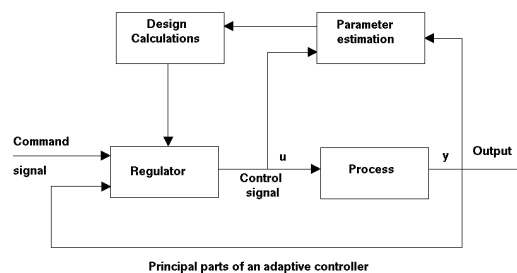 Design
Calculations
Parameter
estimation
Command
signal
Regulator
u
Control
signal
Process
y
Output
Principal parts of an adaptive controller